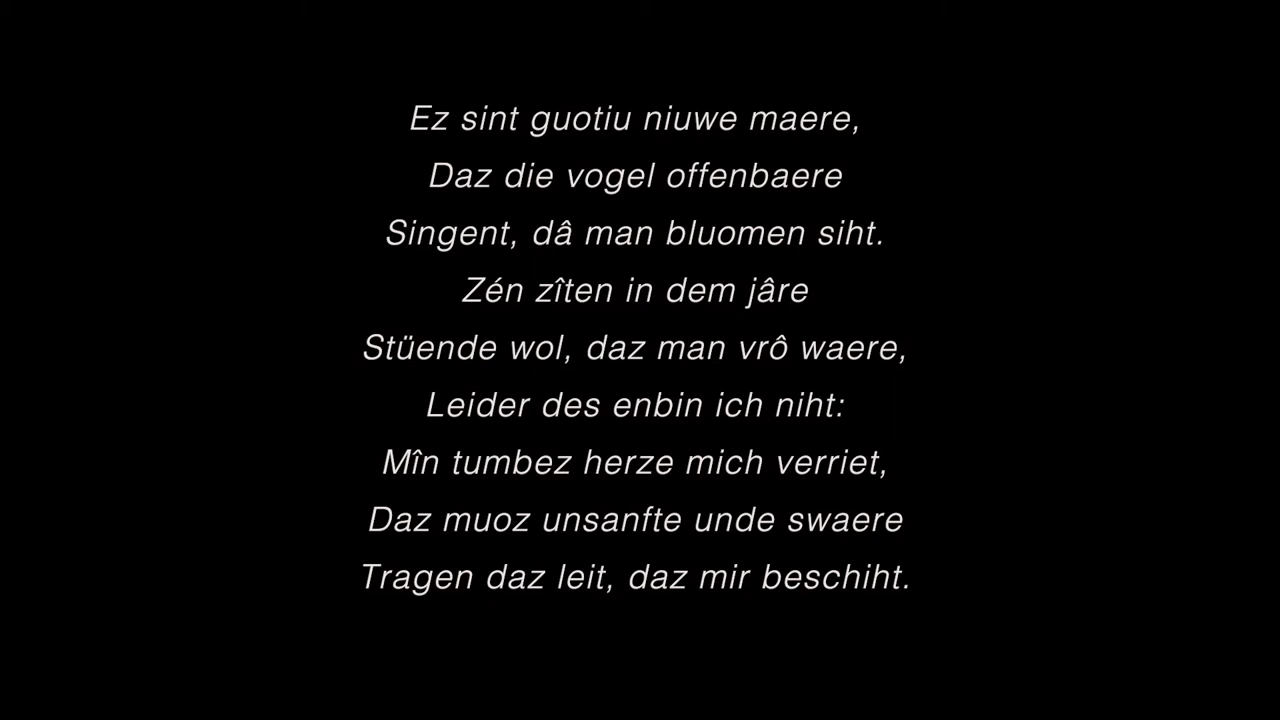 Ez sint guotiu niuwe maere,
Daz die vogel offenbaere
Singent, dâ man bluomen siht.
Zén zîten in dem jâre
Stüende wol, daz man vrô waere,
Leider des enbin ich niht:
Mîn tumbez herze mich verriet,
Daz muoz unsanfte unde swaere
Tragen daz leit, daz mir beschiht.